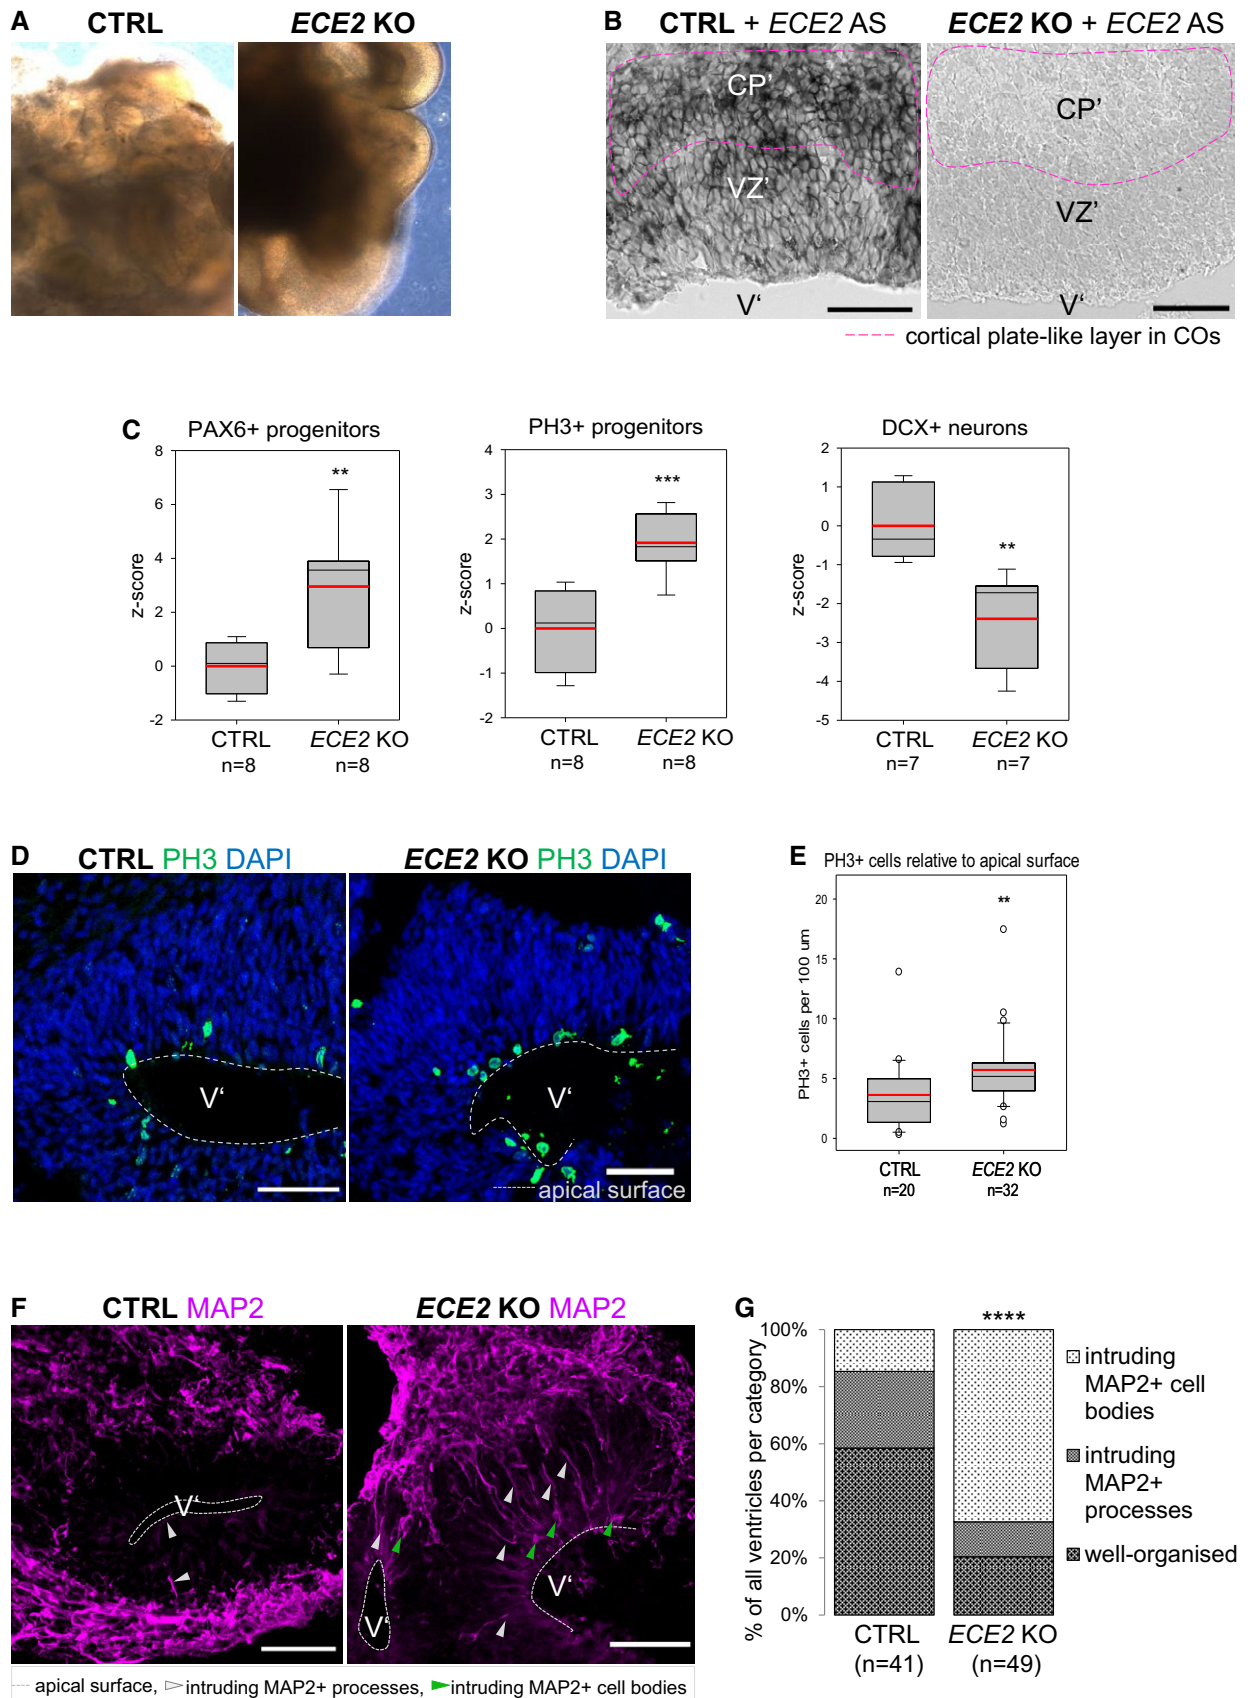 A CTRL ECE2 KO
B CTRL + ECE2 AS ECE2 KO + ECE2 AS
CP' CP'
VZ' VZ'
V‘ V‘
cortical plate-like layer in COs
C PAX6+ progenitors
z-score
8
6
4
2
0
-2
**
CTRL ECE2 KO
n=8 n=8
PH3+ progenitors
z-score
4
3
2
1
0
-1
-2
***
CTRL ECE2 KO
n=8 n=8
DCX+ neurons
z-score
2
1
0
-1
-2
-3
-4
-5
**
CTRL ECE2 KO
n=7 n=7
D CTRL PH3 DAPI ECE2 KO PH3 DAPI
V‘ V‘
apical surface
E PH3+ cells relative to apical surface
PH3+ cells per 100 um
20
15
10
5
0
**
CTRL ECE2 KO
n=20 n=32
F CTRL MAP2 ECE2 KO MAP2
V‘ V‘ V‘
apical surface, intruding MAP2+ processes, intruding MAP2+ cell bodies
G
% of all ventricles per category
100%
80%
60%
40%
20%
0%
****
CTRL ECE2 KO
(n=41) (n=49)
intruding
MAP2+ cell
bodies
intruding
MAP2+
processes
well-organised